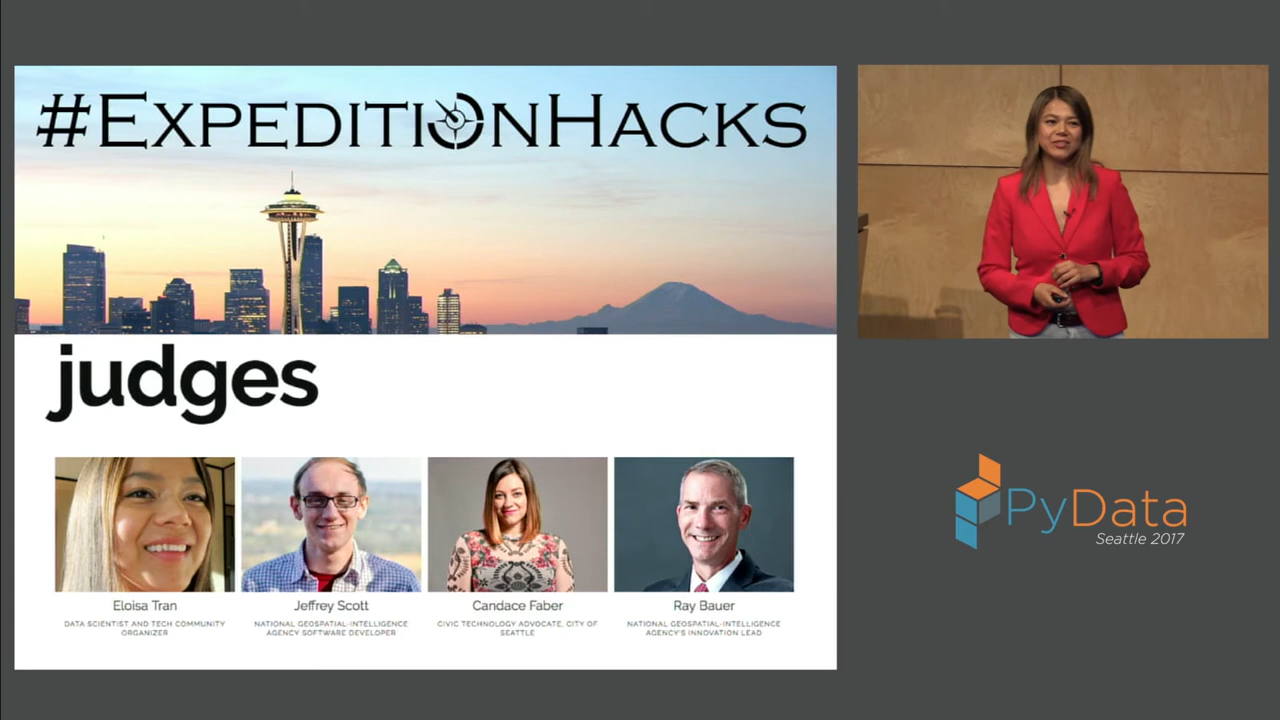 #EXPEDITIONHACKS
judges
Eloisa Tran
DATA SCIENTIST AND TECH COMMUNITY
ORGANIZER
Jeffrey Scott
NATIONAL GEOSPATIAL-INTELLIGENCE
AGENCY SOFTWARE DEVELOPER
Candace Faber
CIVIC TECHNOLOGY ADVOCATE, CITY OF
SEATTLE
Ray Bauer
NATIONAL GEOSPATIAL-INTELLIGENCE
AGENCY'S INNOVATION LEAD
PyData
Seattle 2017